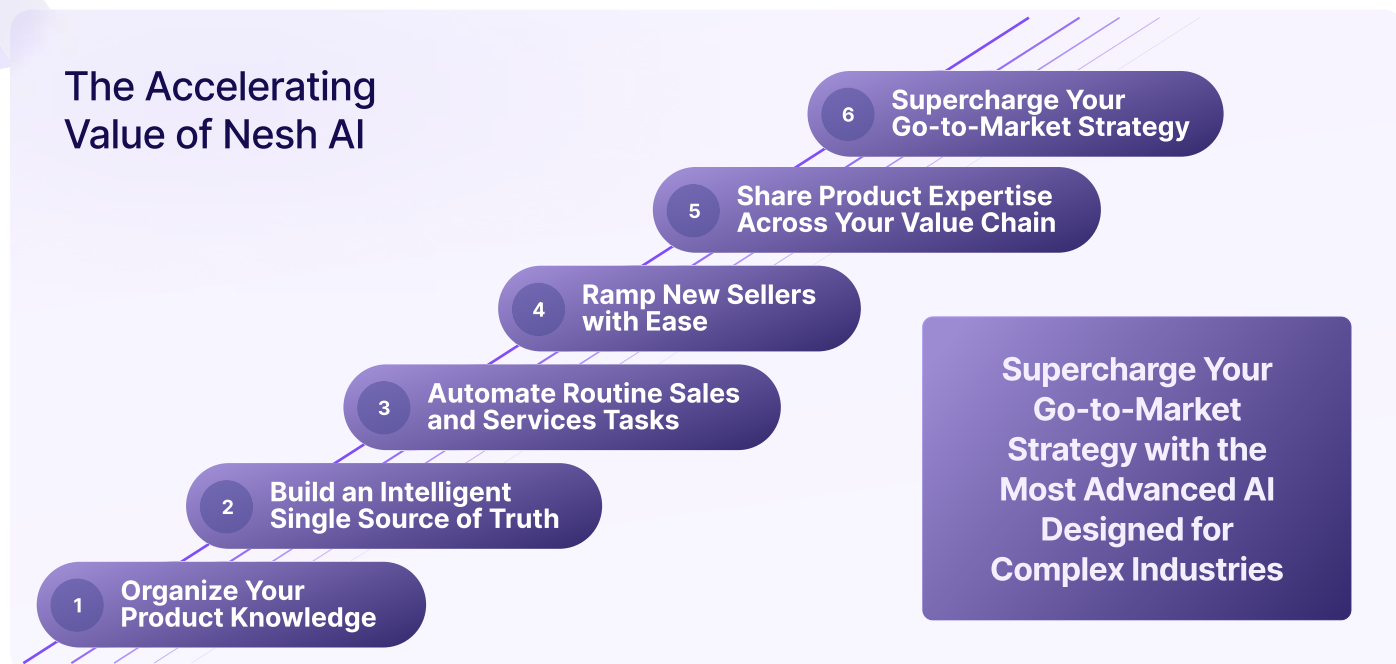 The Accelerating
Value of Nesh AI
6
Supercharge Your
Go-to-Market Strategy
5
Share Product Expertise
Across Your Value Chain
4
Ramp New Sellers
with Ease
3
Automate Routine Sales
and Services Tasks
2
Build an Intelligent
Single Source of Truth
1
Organize Your
Product Knowledge
Supercharge Your
Go-to-Market
Strategy with the
Most Advanced AI
Designed for
Complex Industries